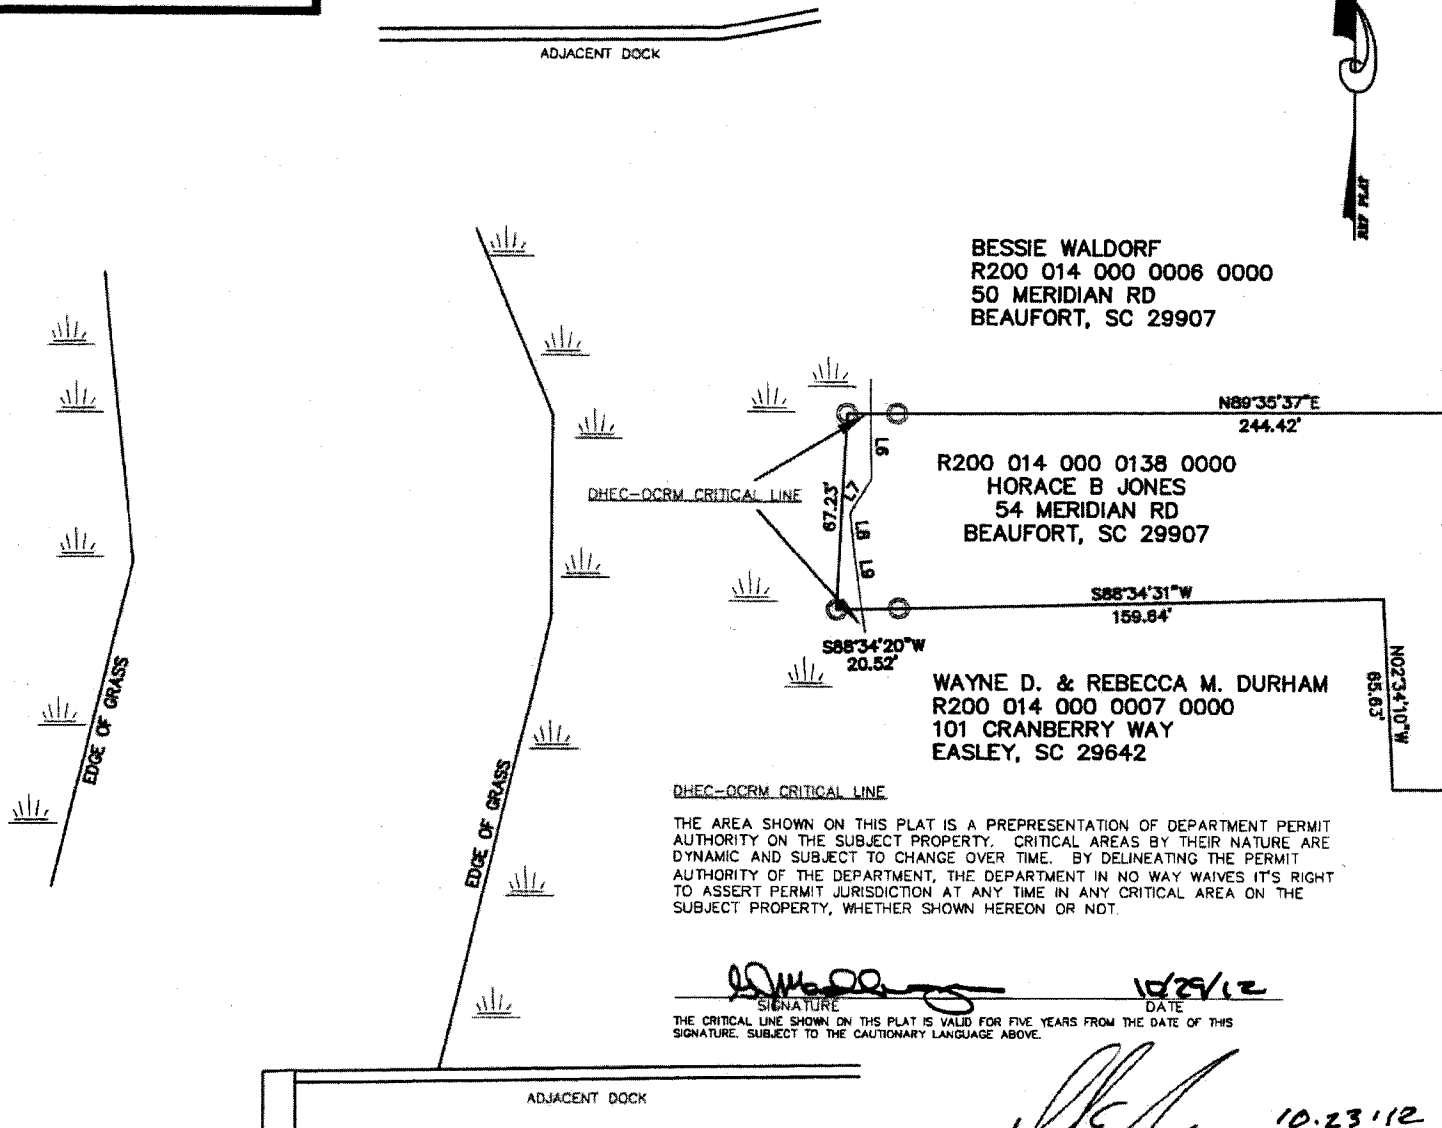 ADJACENT DOCK
REF PLAT
BESSIE WALDORF
R200 014 000 0006 0000
50 MERIDIAN RD
BEAUFORT, SC 29907
N89°35'37"E
244.42'
L6
R200 014 000 0138 0000
HORACE B JONES
54 MERIDIAN RD
BEAUFORT, SC 29907
DHEC-OCRM CRITICAL LINE
67.23'
L7
L8
L9
S88°34'31"W
159.64'
S88°34'20"W
20.52'
N02°34'10"W
65.63'
WAYNE D. & REBECCA M. DURHAM
R200 014 000 0007 0000
101 CRANBERRY WAY
EASLEY, SC 29642
EDGE OF GRASS
EDGE OF GRASS
DHEC-OCRM CRITICAL LINE
THE AREA SHOWN ON THIS PLAT IS A PREPRESENTATION OF DEPARTMENT PERMIT
AUTHORITY ON THE SUBJECT PROPERTY. CRITICAL AREAS BY THEIR NATURE ARE
DYNAMIC AND SUBJECT TO CHANGE OVER TIME. BY DELINEATING THE PERMIT
AUTHORITY OF THE DEPARTMENT, THE DEPARTMENT IN NO WAY WAIVES IT'S RIGHT
TO ASSERT PERMIT JURISDICTION AT ANY TIME IN ANY CRITICAL AREA ON THE
SUBJECT PROPERTY, WHETHER SHOWN HEREON OR NOT.
10/29/12
SIGNATURE DATE
THE CRITICAL LINE SHOWN ON THS PLAT IS VALID FOR FIVE YEARS FROM THE DATE OF THIS
SIGNATURE. SUBJECT TO THE CAUTIONARY LANGUAGE ABOVE.
ADJACENT DOCK
10.23.12